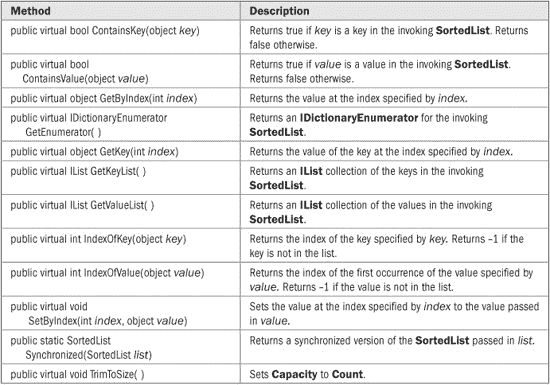 Method
Description
public virtual bool ContainsKey(object key)
Returns true if key is a key in the invoking SortedList. Returns
false otherwise.
public virtual bool
ContainsValue(object value)
Returns true if value is a value in the invoking SortedList.
Returns false otherwise.
public virtual object GetByIndex(int index)
Returns the value at the index specified by index.
public virtual IDictionaryEnumerator
GetEnumerator( )
Returns an IDictionaryEnumerator for the invoking
SortedList.
public virtual object GetKey(int index)
Returns the value of the key at the index specified by index.
public virtual IList GetKeyList( )
Returns an IList collection of the keys in the invoking
SortedList.
public virtual IList GetValueList( )
Returns an IList collection of the values in the invoking
SortedList.
public virtual int IndexOfKey(object key)
Returns the index of the key specified by key. Returns –1 if the
key is not in the list.
public virtual int IndexOfValue(object value)
Returns the index of the first occurrence of the value specified by
value. Returns –1 if the value is not in the list.
public virtual void
SetByIndex(int index, object value)
Sets the value at the index specified by index to the value passed
in value.
public static SortedList
Synchronized(SortedList list)
Returns a synchronized version of the SortedList passed in list.
public virtual void TrimToSize( )
Sets Capacity to Count.